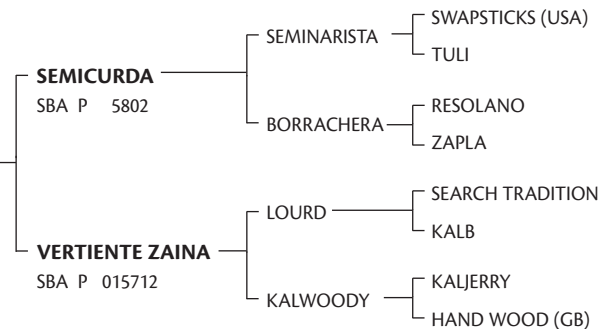 SWAPSTICKS (USA)
SEMINARISTA
TULI
SEMICURDA
SBA P 5802
RESOLANO
BORRACHERA
ZAPLA
SEARCH TRADITION
LOURD
KALB
VERTIENTE ZAINA
SBA P 015712
KALJERRY
KALWOODY
HAND WOOD (GB)